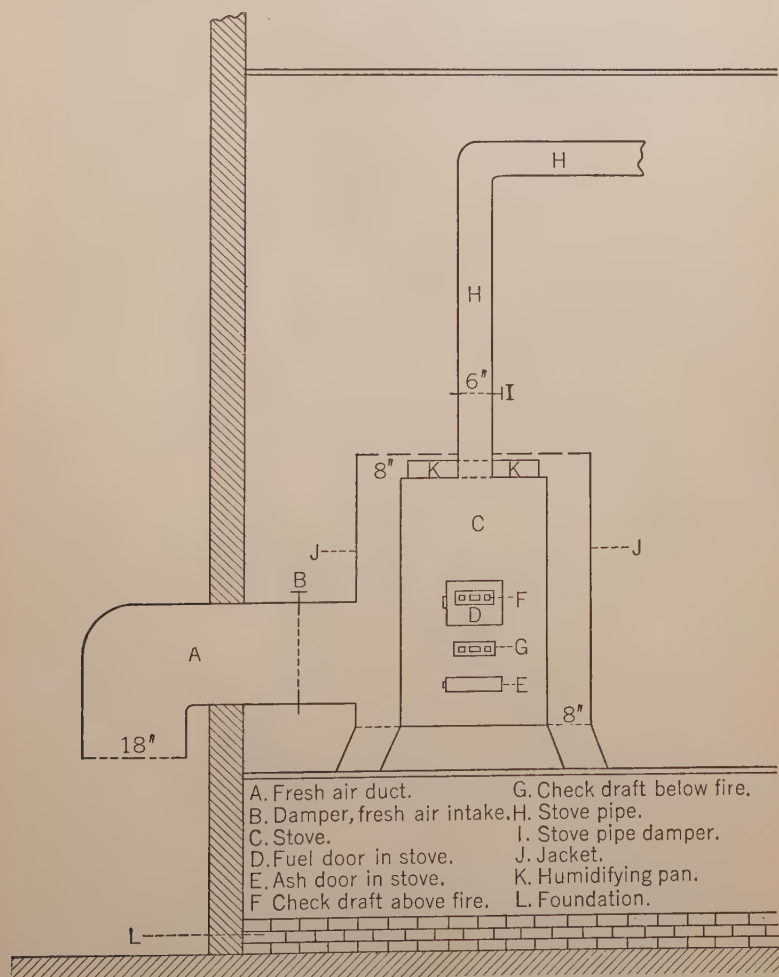 H
H
6"
I
8"
K
K
C
J
J
B
F
D
A
G
E
18"
8"
A. Fresh air duct.
B. Damper, fresh air intake.
C. Stove.
D. Fuel door in stove.
E. Ash door in stove.
F Check draft above fire.
G. Check draft below fire.
H. Stove pipe.
I. Stove pipe damper.
J. Jacket.
K. Humidifying pan.
L. Foundation.
L